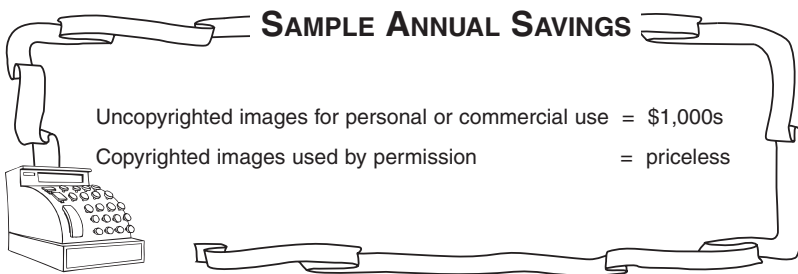 SAMPLE ANNUAL SAVINGS
Uncopyrighted images for personal or commercial use = $1,000s
Copyrighted images used by permission = priceless